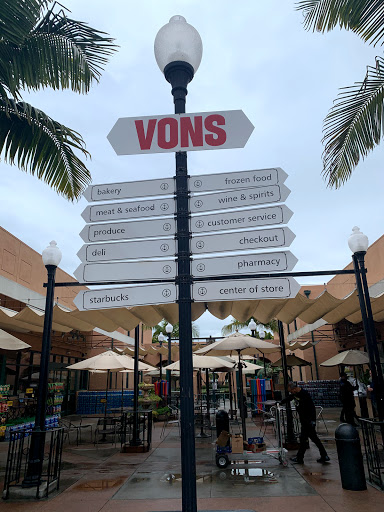 VONS
bakery
meat & seafood
produce
deli
starbucks
frozen food
wine & spirits
customer service
checkout
pharmacy
center of store